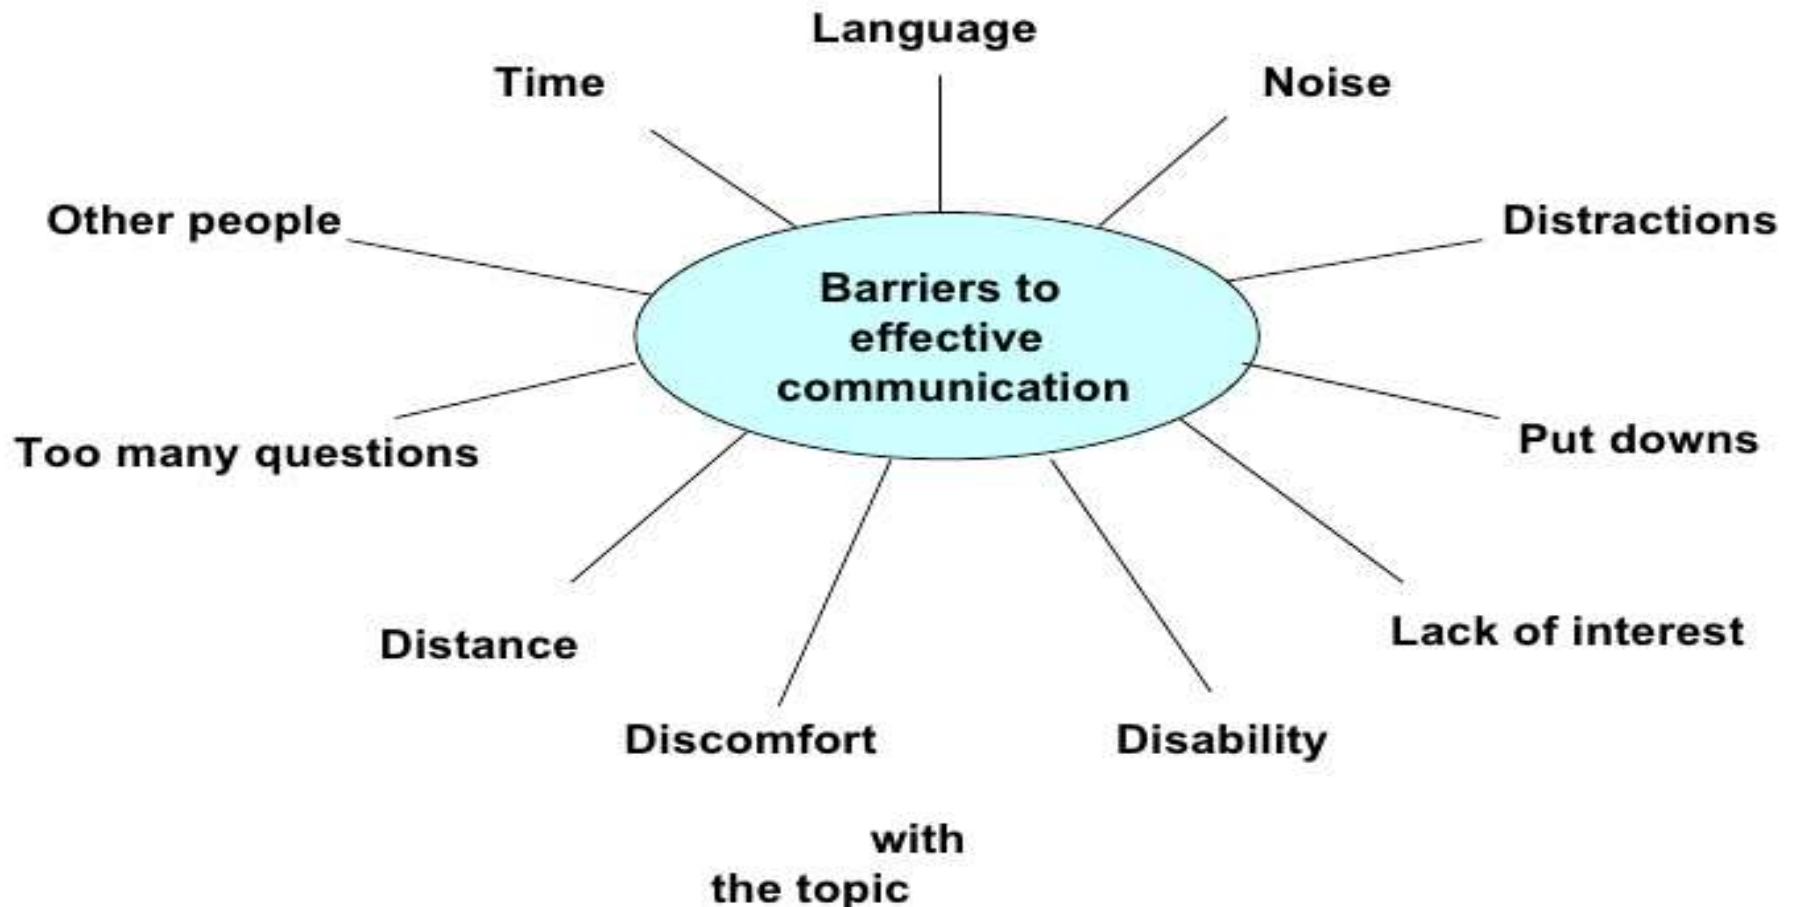 Language
Time
Noise
Other people
Distractions
Barriers to
effective
communication
Put downs
Too many questions
Lack of interest
Distance
Discomfort
Disability
with
the topic